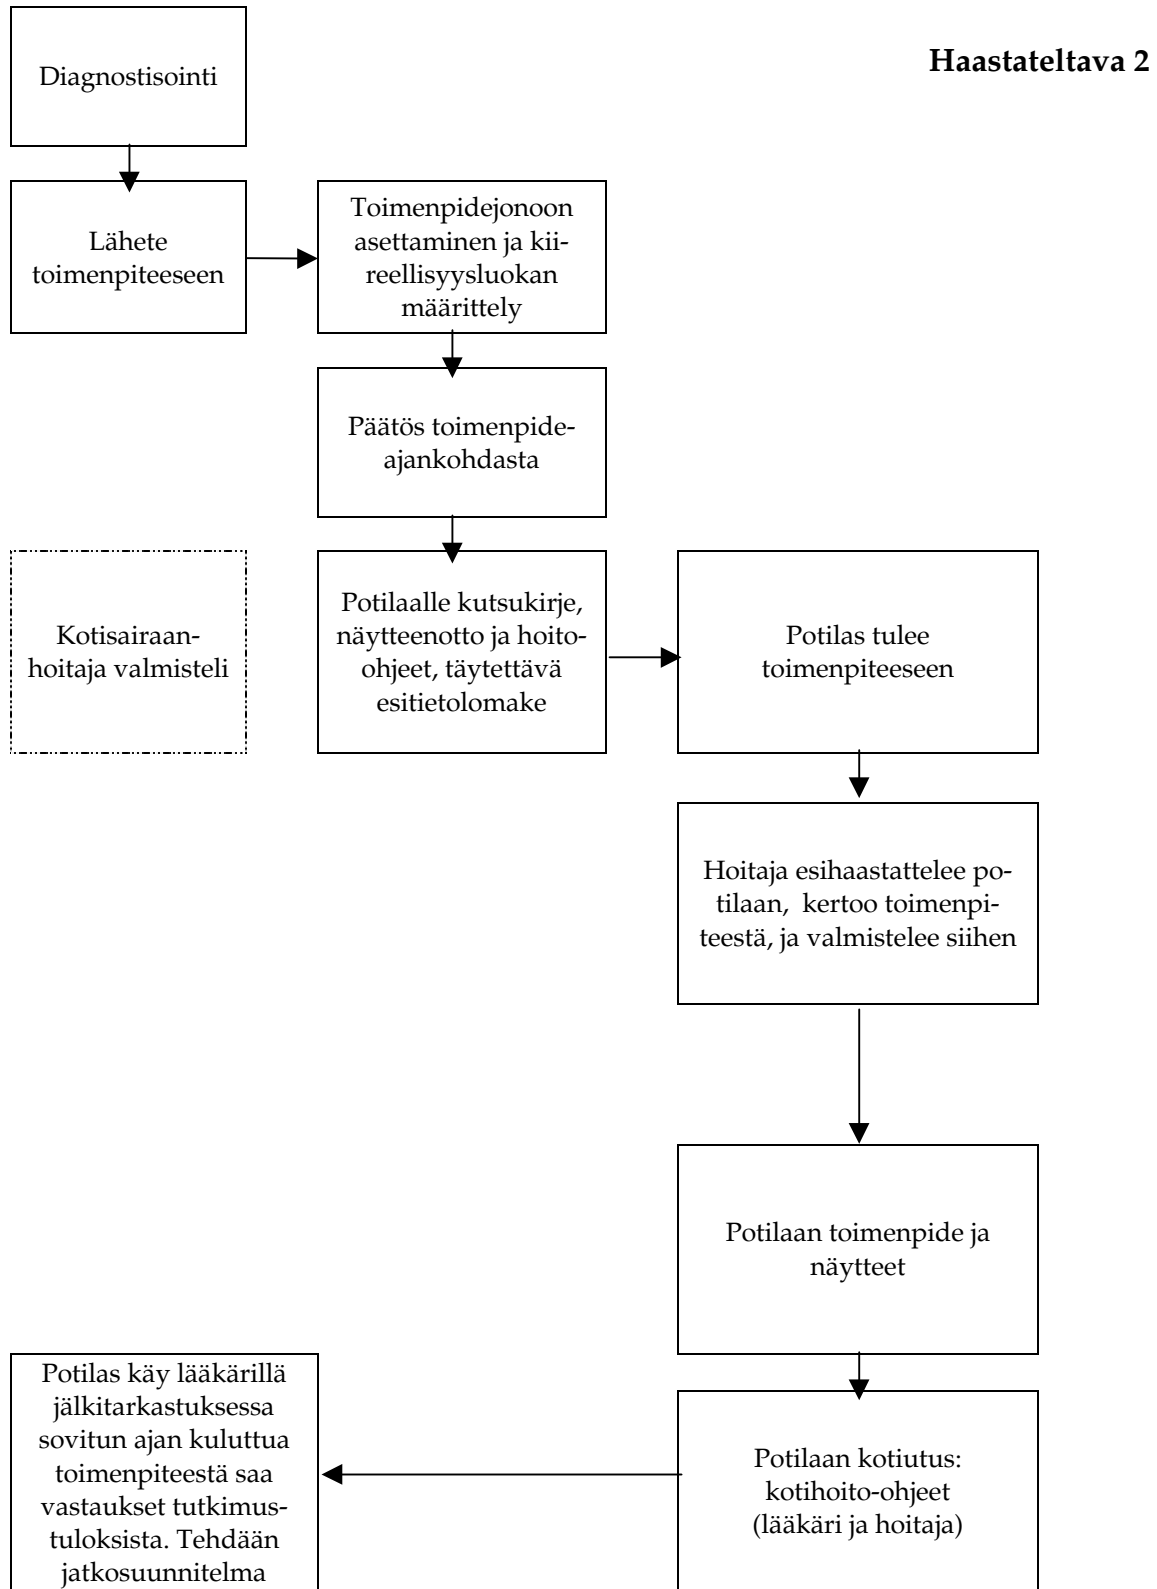 Haastateltava 2
Diagnostisointi
Lähete
toimenpiteeseen
Toimenpidejonoon
asettaminen ja kii-
reellisyysluokan
määrittely
Päätös toimenpide-
ajankohdasta
Kotisairaan-
hoitaja valmisteli
Potilaalle kutsukirje,
näytteenotto ja hoito-
ohjeet, täytettävä
esitietolomake
Potilas tulee
toimenpiteeseen
Hoitaja esihaastattelee po-
tilaan, kertoo toimenpi-
teestä, ja valmistelee siihen
Potilaan toimenpide ja
näytteet
Potilaan kotiutus:
kotihoito-ohjeet
(lääkäri ja hoitaja)
Potilas käy lääkärillä
jälkitarkastuksessa
sovitun ajan kuluttua
toimenpiteestä saa
vastaukset tutkimus-
tuloksista. Tehdään
jatkosuunnitelma